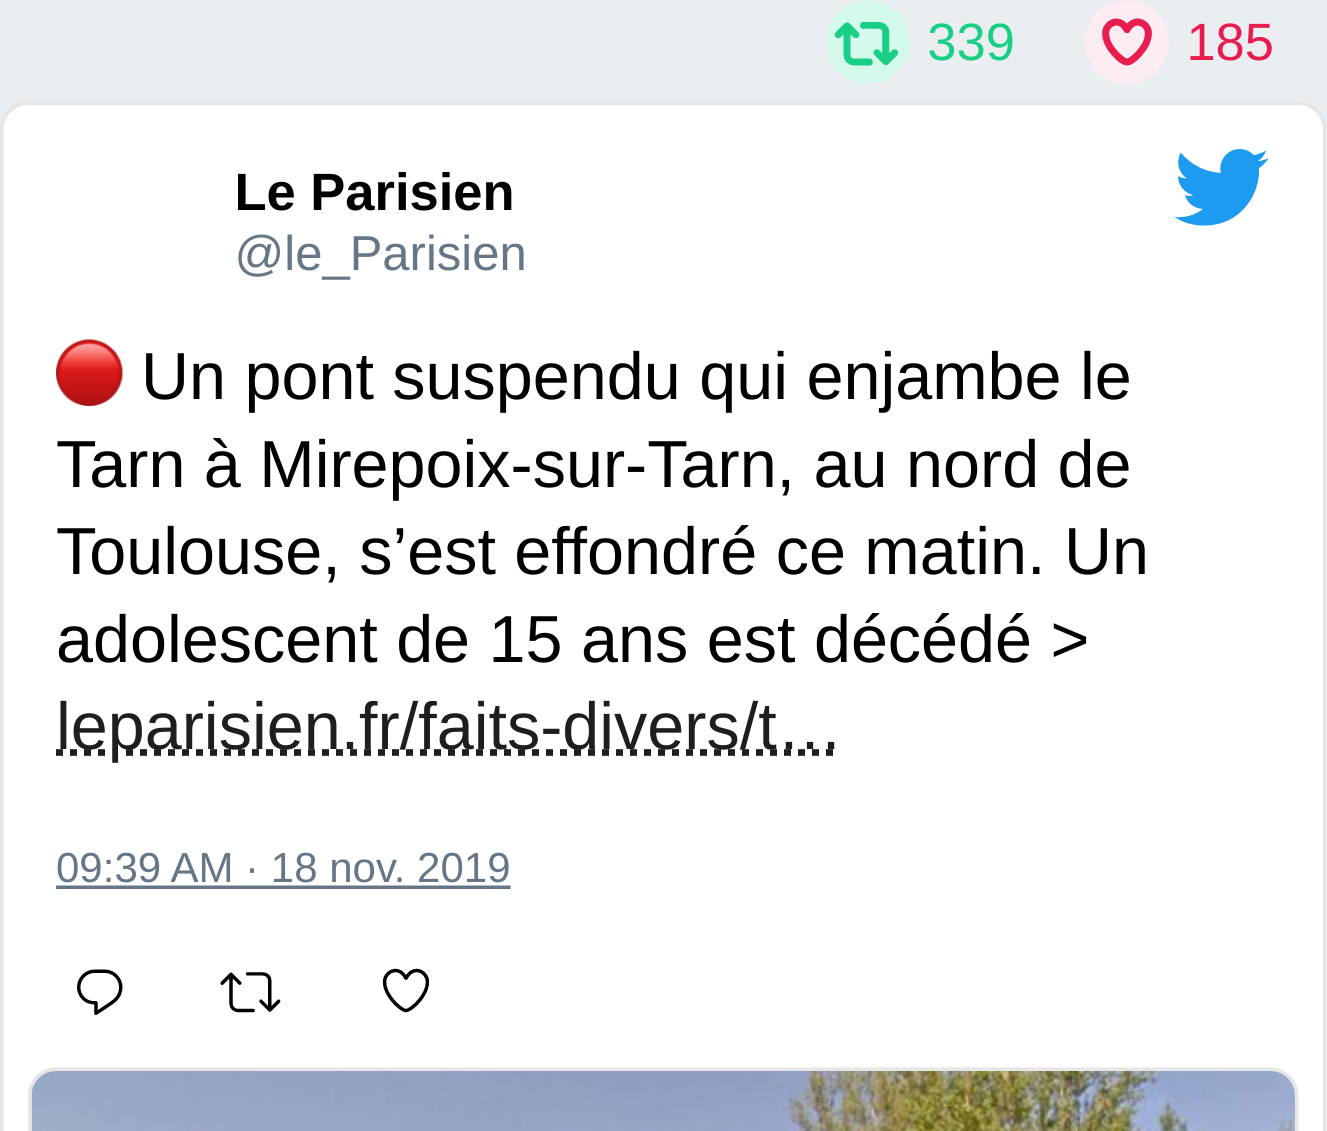 339 185
Le Parisien
@le_Parisien
🔴 Un pont suspendu qui enjambe le
Tarn à Mirepoix-sur-Tarn, au nord de
Toulouse, s’est effondré ce matin. Un
adolescent de 15 ans est décédé >
leparisien.fr/faits-divers/t...
09:39 AM · 18 nov. 2019